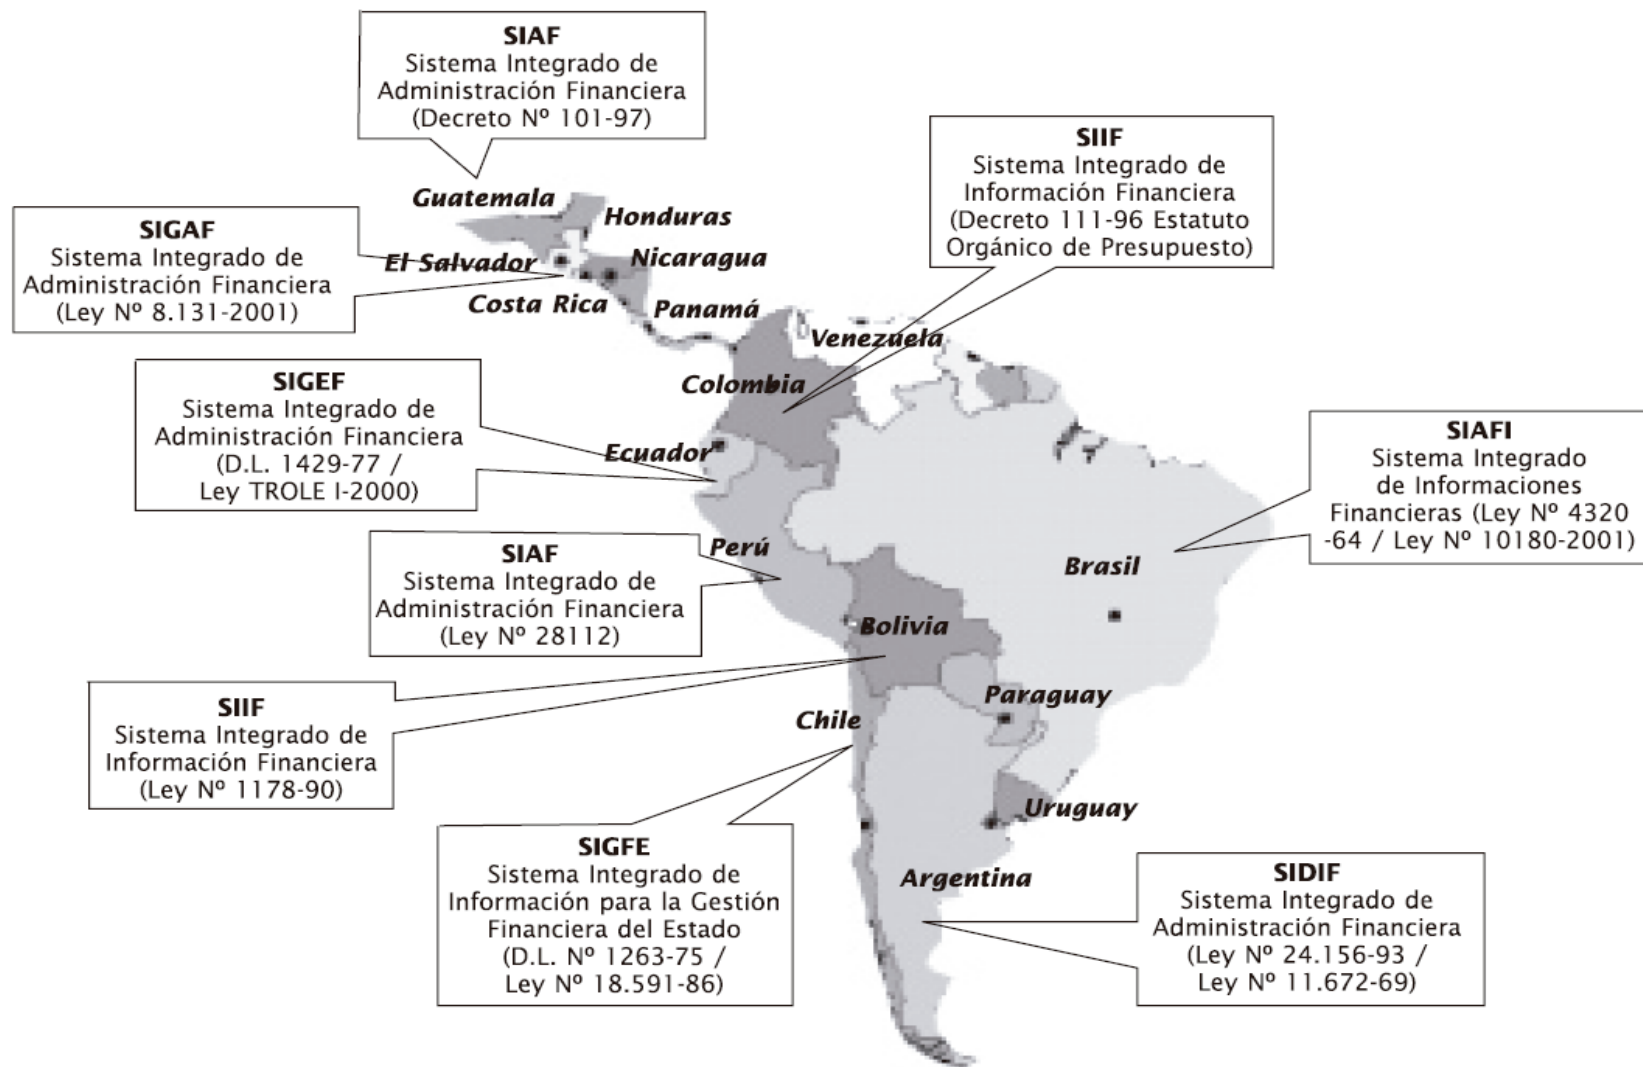 SIAF
Sistema Integrado de
Administración Financiera
(Decreto Nº 101-97)
SIIF
Sistema Integrado de
Información Financiera
(Decreto 111-96 Estatuto
Orgánico de Presupuesto)
Guatemala
Honduras
SIGAF
Sistema Integrado de
Administración Financiera
(Ley Nº 8.131-2001)
El Salvador
Nicaragua
Costa Rica
Panamá
Venezuela
Colombia
SIGEF
Sistema Integrado de
Administración Financiera
(D.L. 1429-77 /
Ley TROLE I-2000)
Ecuador
SIAFI
Sistema Integrado
de Informaciones
Financieras (Ley Nº 4320
-64 / Ley Nº 10180-2001)
SIAF
Sistema Integrado de
Administración Financiera
(Ley Nº 28112)
Perú
Brasil
Bolivia
SIIF
Sistema Integrado de
Información Financiera
(Ley Nº 1178-90)
Paraguay
Chile
Uruguay
SIGFE
Sistema Integrado de
Información para la Gestión
Financiera del Estado
(D.L. Nº 1263-75 /
Ley Nº 18.591-86)
Argentina
SIDIF
Sistema Integrado de
Administración Financiera
(Ley Nº 24.156-93 /
Ley Nº 11.672-69)